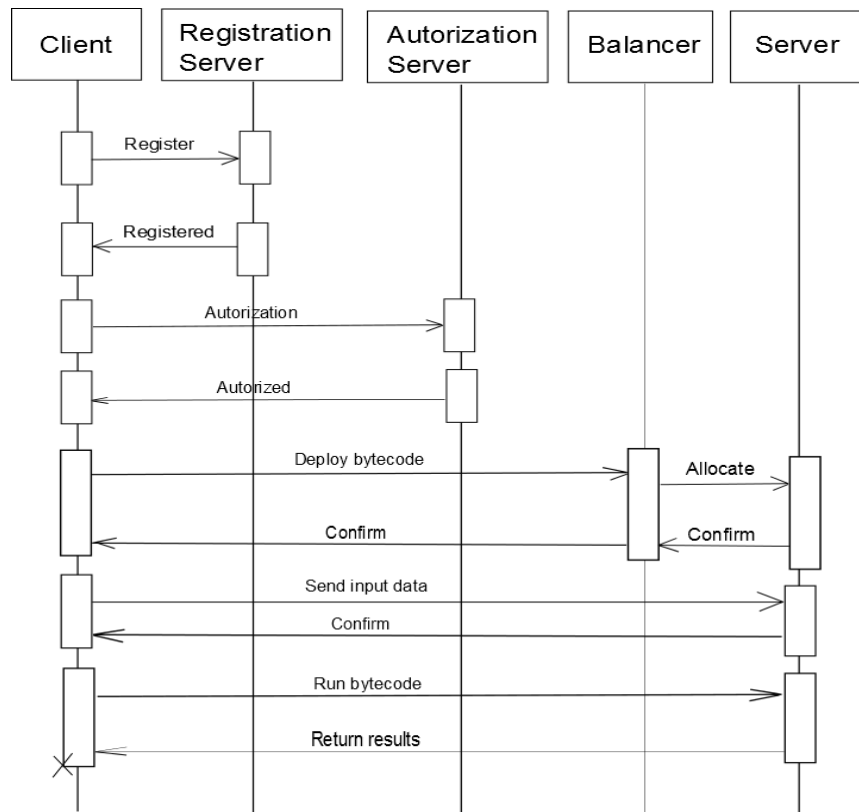 Client
Registration
Server
Autorization
Server
Balancer
Server
Register
Registered
Autorization
Autorized
Deploy bytecode
Allocate
Confirm
Confirm
Send input data
Confirm
Run bytecode
Return results